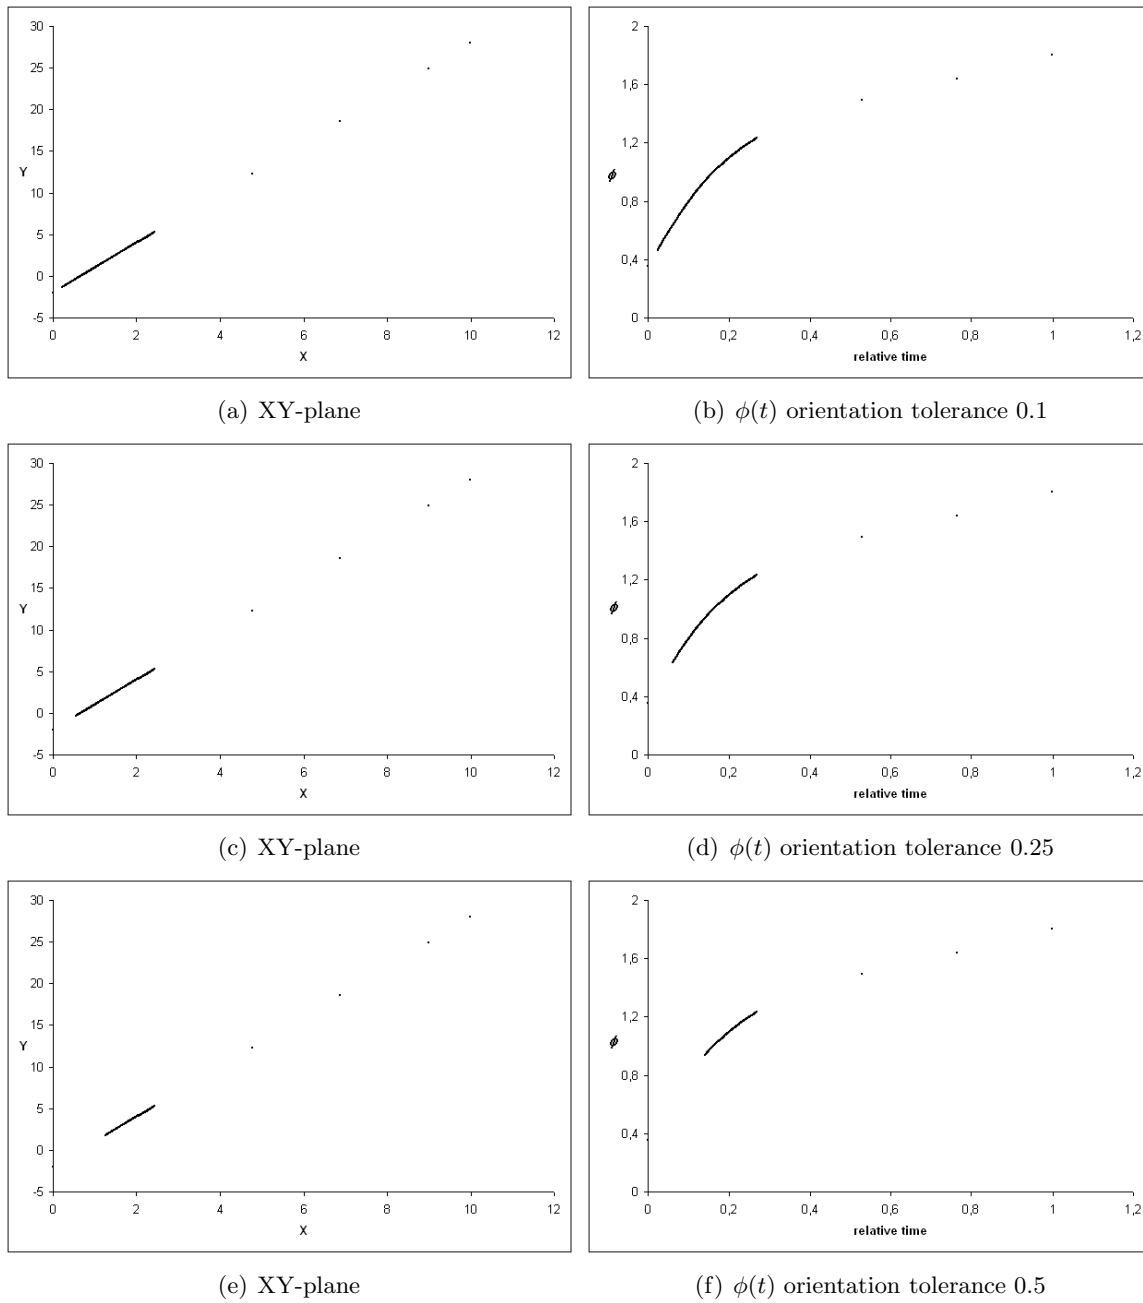 30
25
20
15
10
5
0
-5
Y
0 2 4 6 8 10 12
X
2
1,6
1,2
0,8
0,4
0
ϕ
0 0,2 0,4 0,6 0,8 1 1,2
relative time
(a) XY-plane
(b) ϕ(t) orientation tolerance 0.1
30
25
20
15
10
5
0
-5
Y
0 2 4 6 8 10 12
X
2
1,6
1,2
0,8
0,4
0
ϕ
0 0,2 0,4 0,6 0,8 1 1,2
relative time
(c) XY-plane
(d) ϕ(t) orientation tolerance 0.25
30
25
20
15
10
5
0
-5
Y
0 2 4 6 8 10 12
X
2
1,6
1,2
0,8
0,4
0
ϕ
0 0,2 0,4 0,6 0,8 1 1,2
relative time
(e) XY-plane
(f) ϕ(t) orientation tolerance 0.5